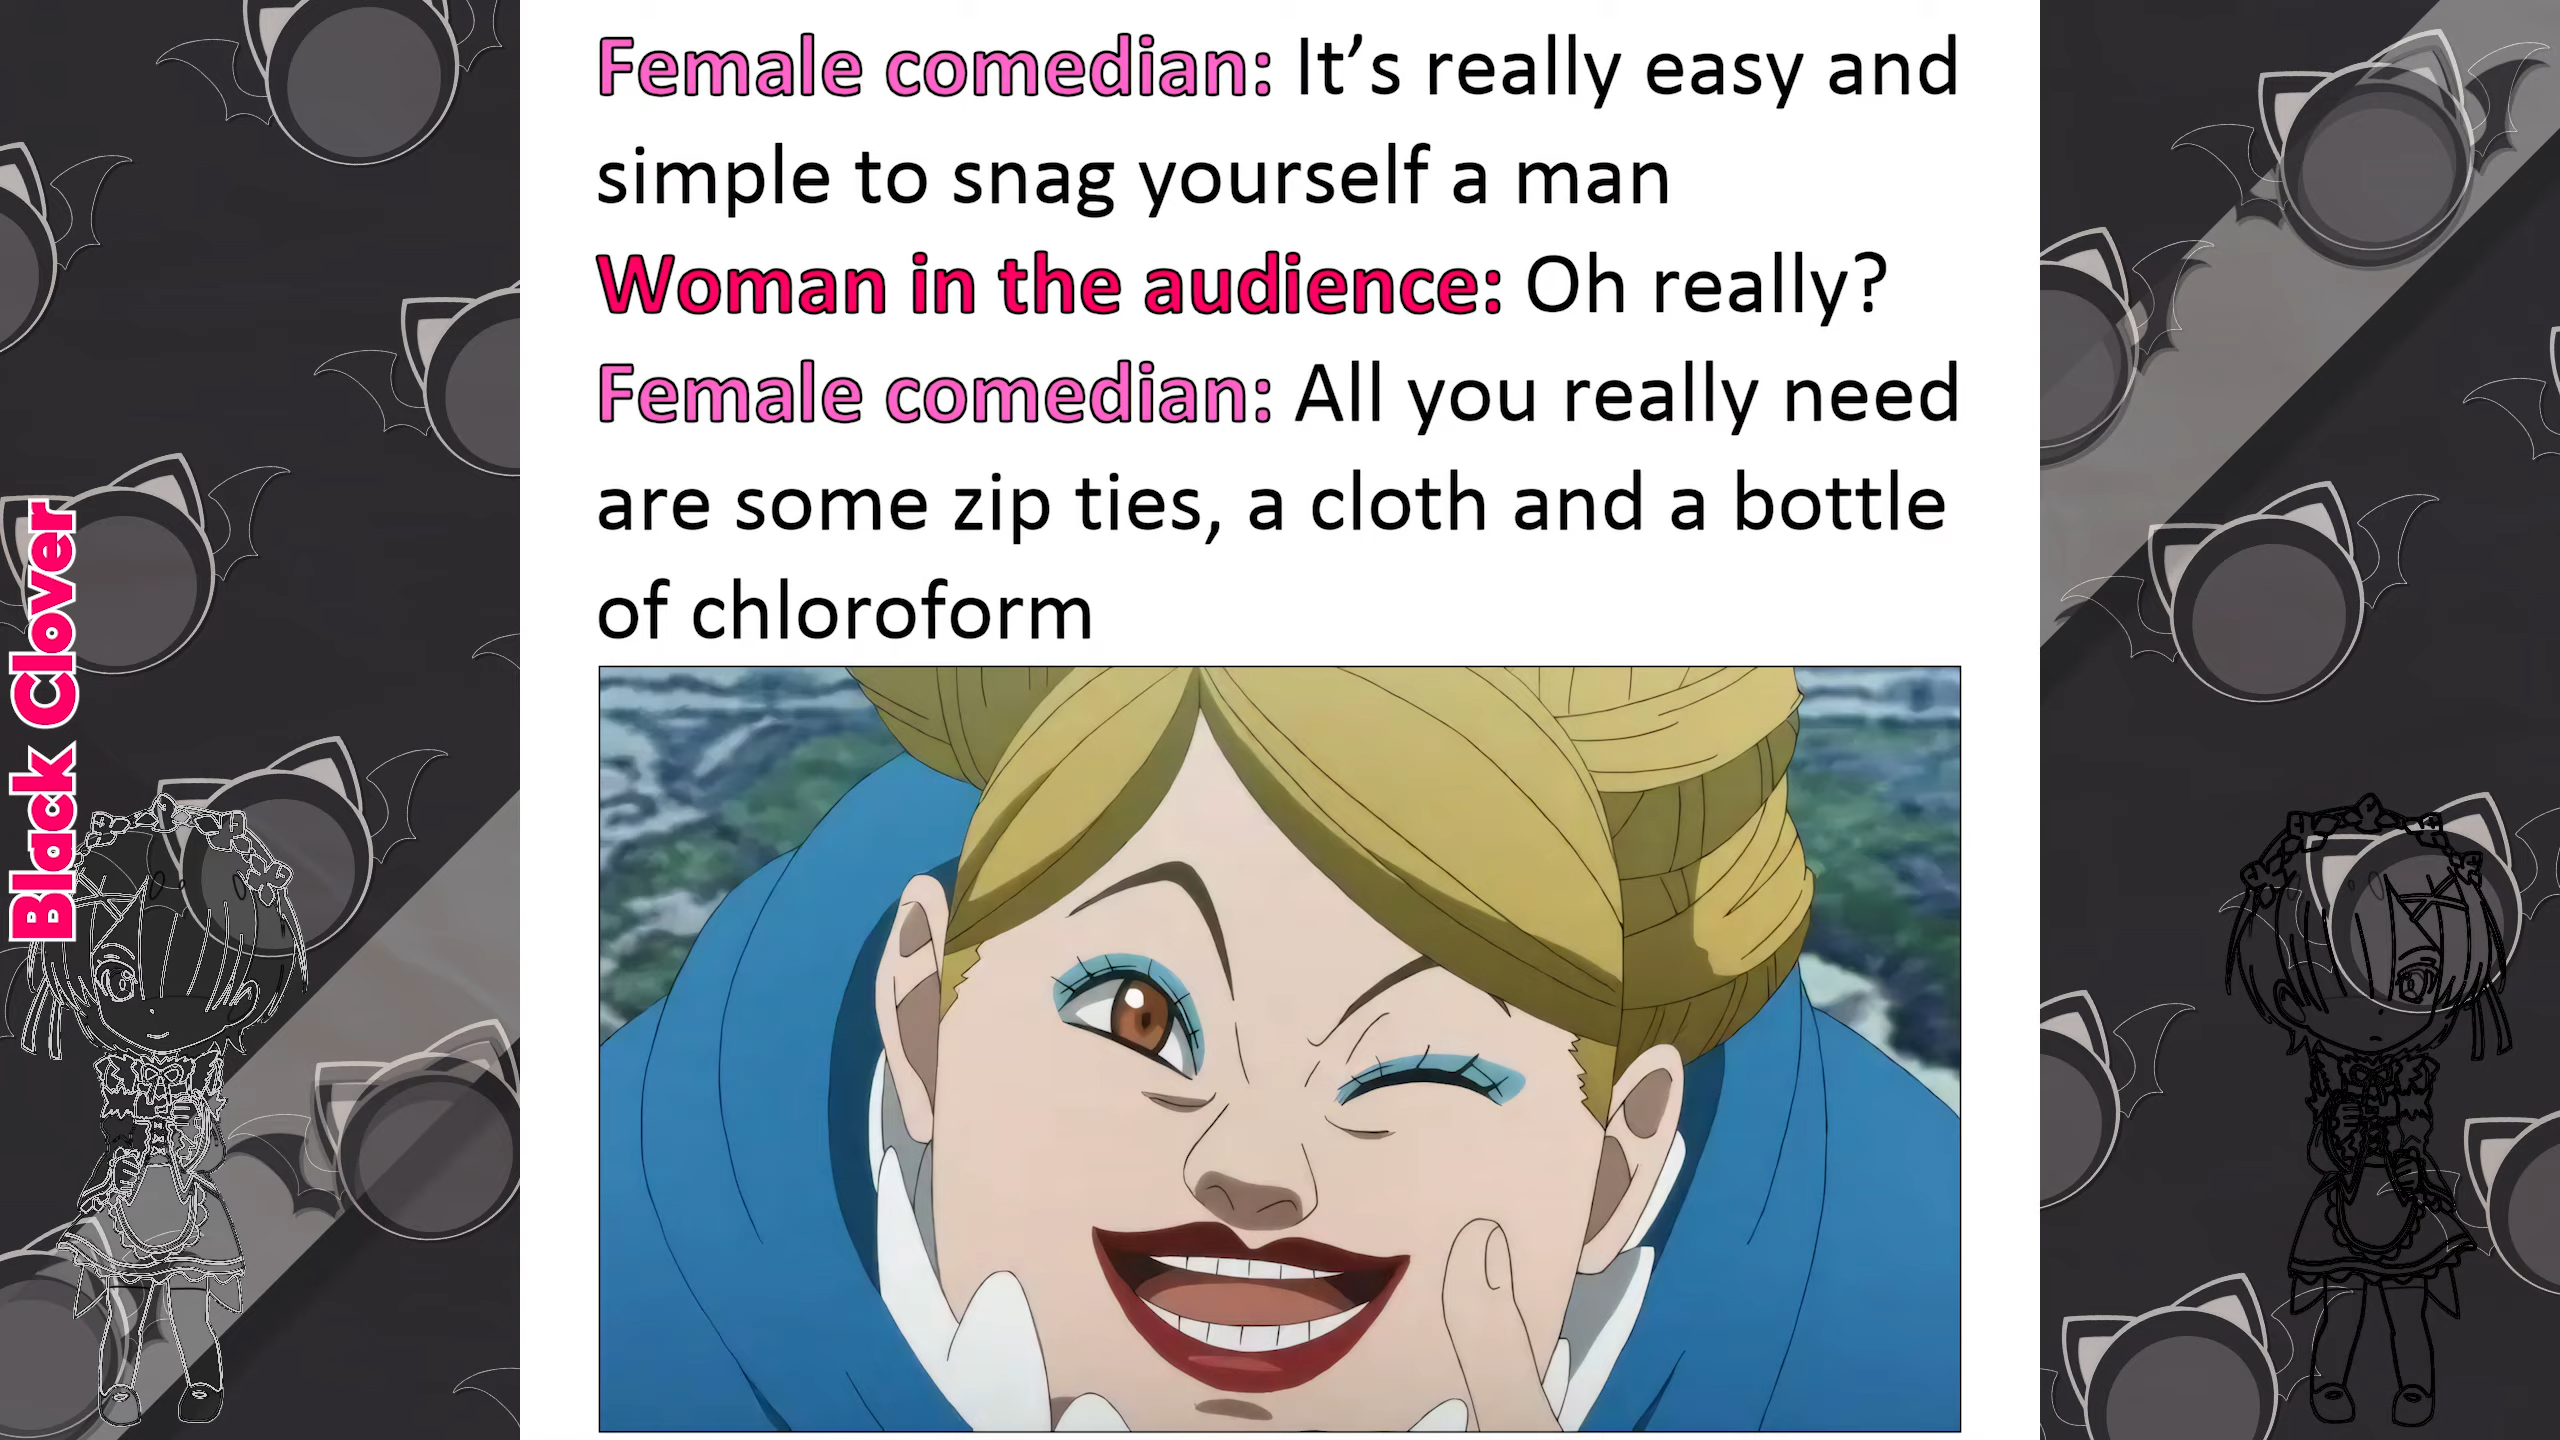 Female comedian: It’s really easy and
simple to snag yourself a man
Woman in the audience: Oh really?
Female comedian: All you really need
are some zip ties, a cloth and a bottle
of chloroform
Black Clover